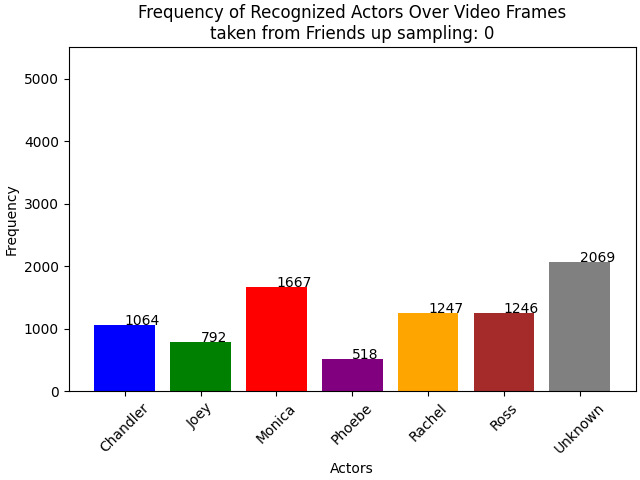 Frequency of Recognized Actors Over Video Frames
taken from Friends up sampling: 0
Frequency
5000
4000
3000
2000
1000
0
1064
792
1667
518
1247
1246
2069
Chandler
Joey
Monica
Phoebe
Rachel
Ross
Unknown
Actors